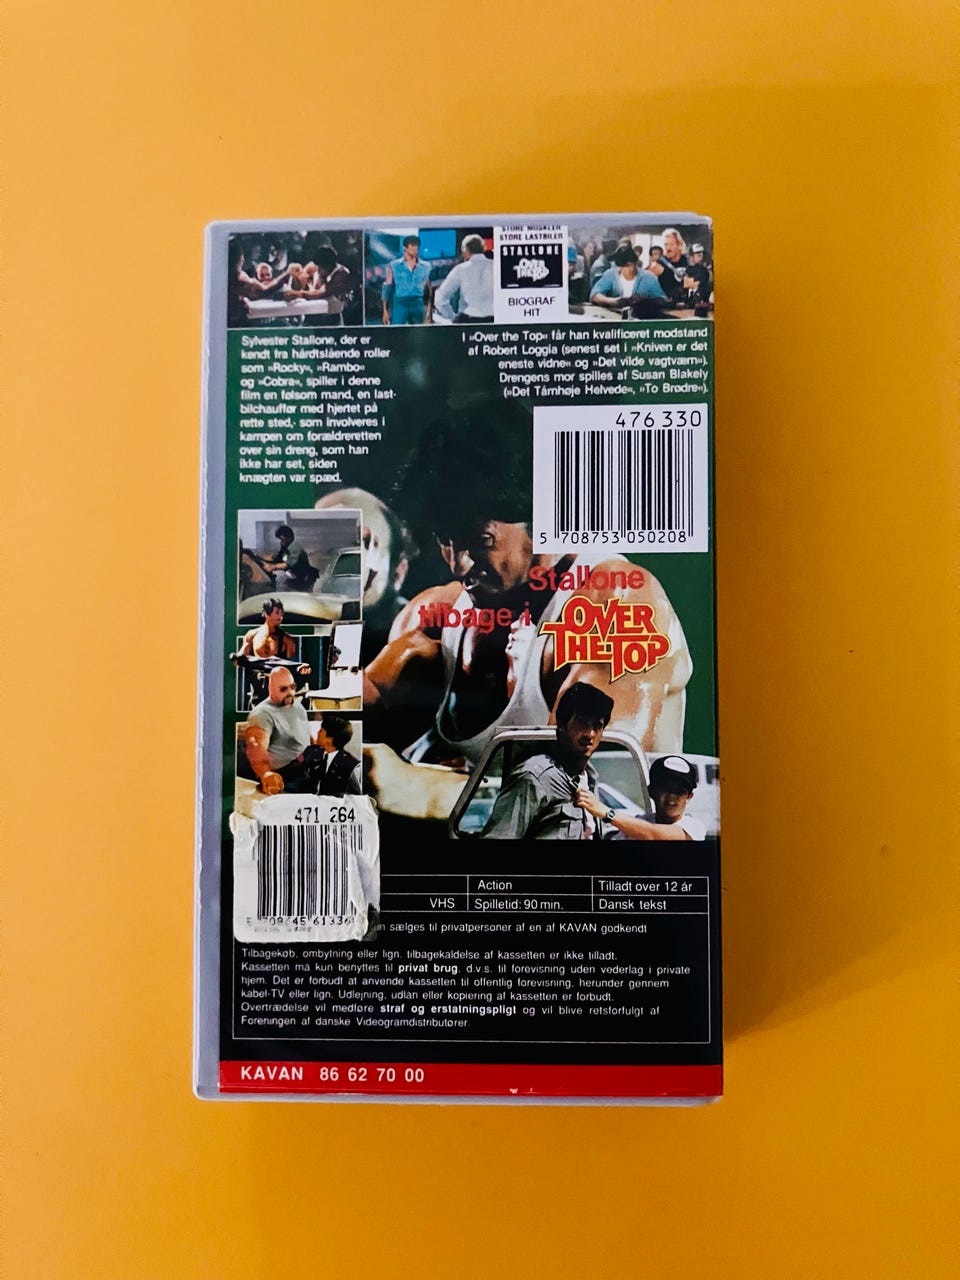 STORE MUSKLER
STORE LASTBILER
STALLONE
OVER
THE TOP
BIOGRAF
HIT
Sylvester Stallone, der er
kendt fra hårdtslående roller
som »Rocky«, »Rambo«
og »Cobra«, spiller i denne
film en følsom mand, en last-
bilchauffør med hjertet på
rette sted, som involveres i
kampen om forældreretten
over sin dreng, som han
ikke har set, siden
knægten var spæd.
I »Over the Top« får han kvalificeret modstand
af Robert Loggia (senest set i »Kniven er det
eneste vidne« og »Det vilde vagtværn«).
Drengens mor spilles af Susan Blakely
(»Det Tårnhøje Helvede«, »To Brødre«).
476 330
5 708753 050208
Stallone
tilbage i
OVER
THE TOP
471 264
5 708645 61336
Action
Tilladt over 12 år
VHS
Spilletid: 90 min.
Dansk tekst
sælges til privatpersoner af en af KAVAN godkendt
Tilbagekøb, ombytning eller lign. tilbagekaldelse af kassetten er ikke tilladt.
Kassetten må kun benyttes til privat brug, d.v.s. til forevisning uden vederlag i private
hjem. Det er forbudt at anvende kassetten til offentlig forevisning, herunder gennem
kabel-TV eller lign. Udlejning, udlån eller kopiering af kassetten er forbudt.
Overtrædelse vil medføre straf og erstatningspligt og vil blive retsforfulgt af
Foreningen af danske Videogramdistributører.
KAVAN 86 62 70 00